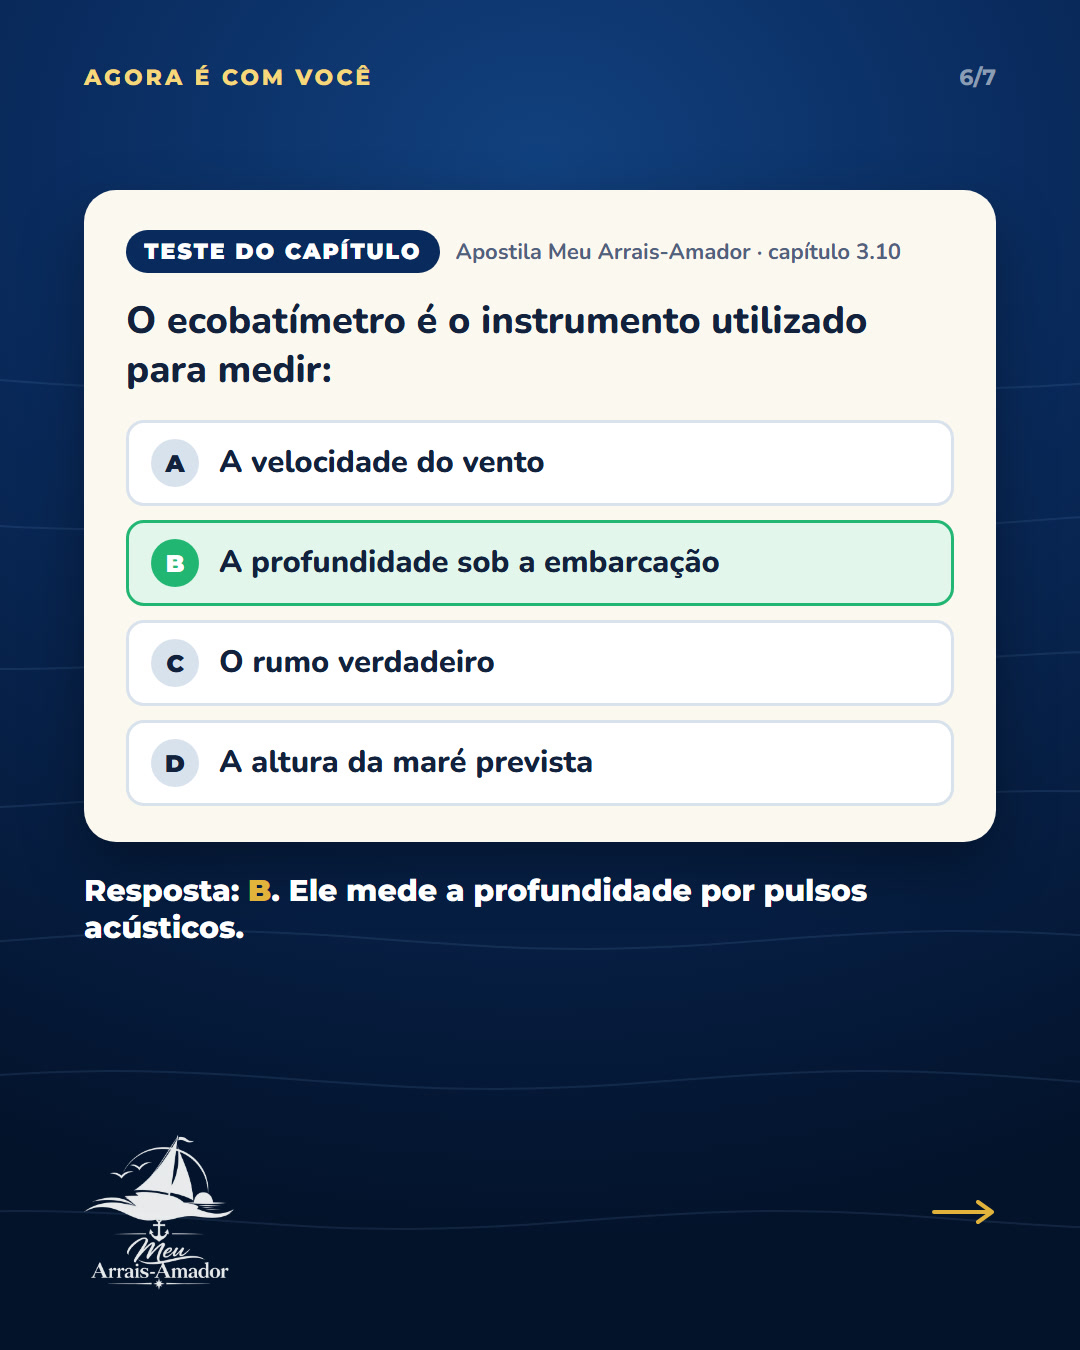 AGORA É COM VOCÊ
6/7
TESTE DO CAPÍTULO
Apostila Meu Arrais-Amador · capítulo 3.10
O ecobatímetro é o instrumento utilizado
para medir:
A A velocidade do vento
B A profundidade sob a embarcação
C O rumo verdadeiro
D A altura da maré prevista
Resposta: B. Ele mede a profundidade por pulsos
acústicos.
Meu
Arrais-Amador